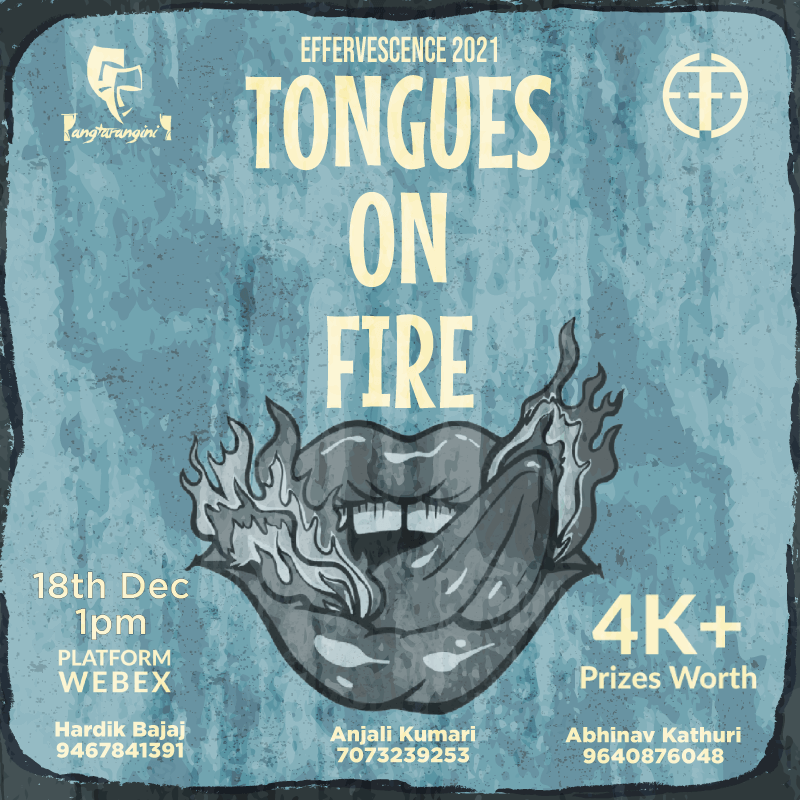 EFFERVESCENCE 2021
TONGUES
ON
FIRE
angtarangini
18th Dec
1pm
PLATFORM
WEBEX
4K+
Prizes Worth
Hardik Bajaj
9467841391
Anjali Kumari
7073239253
Abhinav Kathuri
9640876048